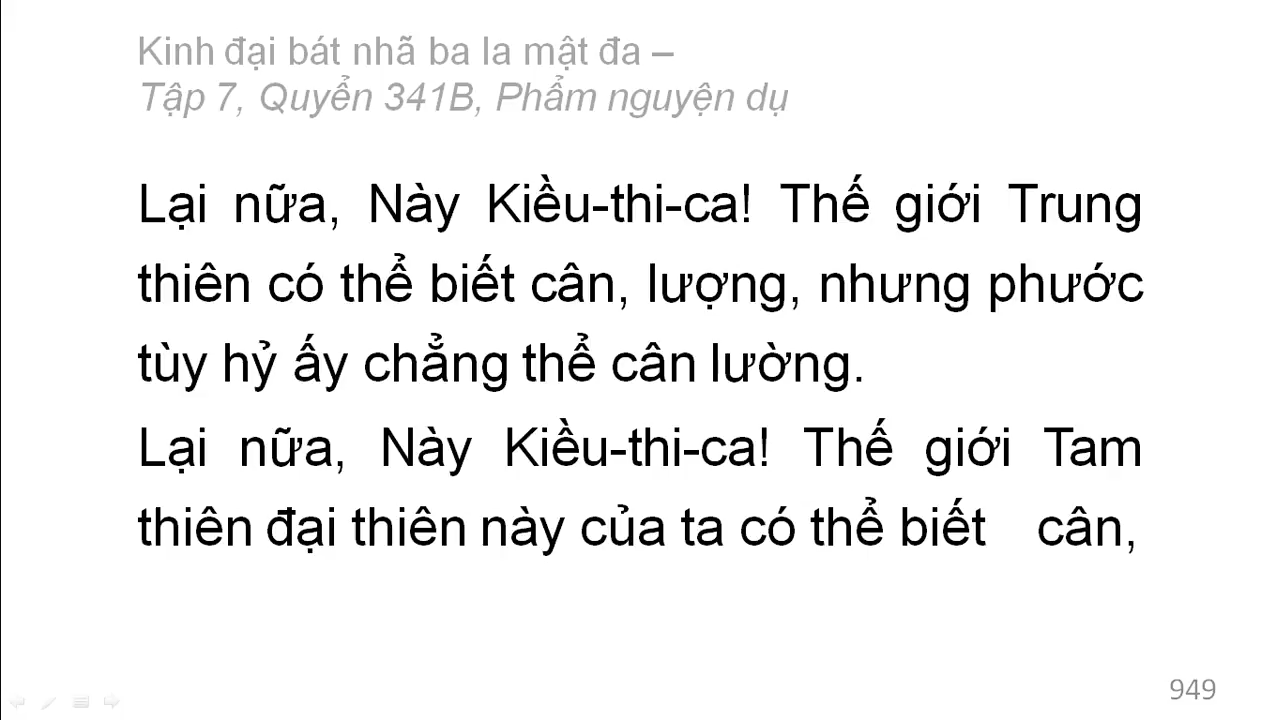 Kinh đại bát nhã ba la mật đa –
Tập 7, Quyển 341B, Phẩm nguyện dụ
Lại nữa, Này Kiều-thi-ca! Thế giới Trung
thiên có thể biết cân, lượng, nhưng phước
tùy hỷ ấy chẳng thể cân lường.
Lại nữa, Này Kiều-thi-ca! Thế giới Tam
thiên đại thiên này của ta có thể biết cân,
949